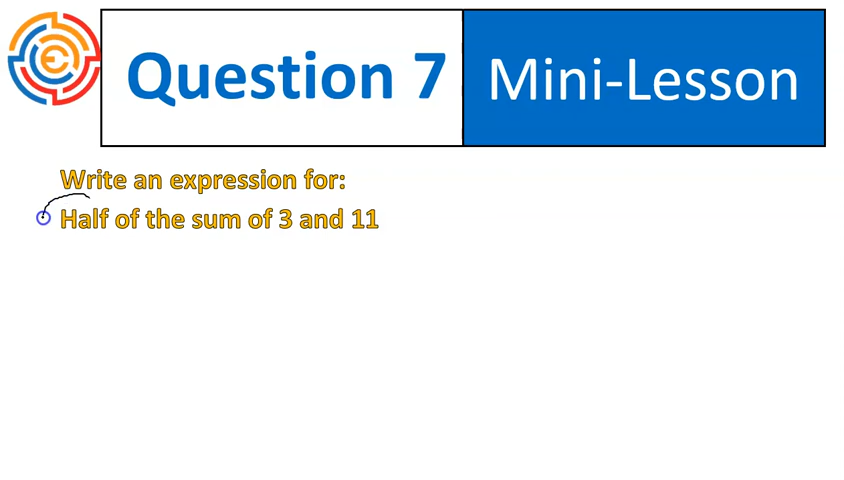 Question 7
Mini-Lesson
Write an expression for:
Half of the sum of 3 and 11